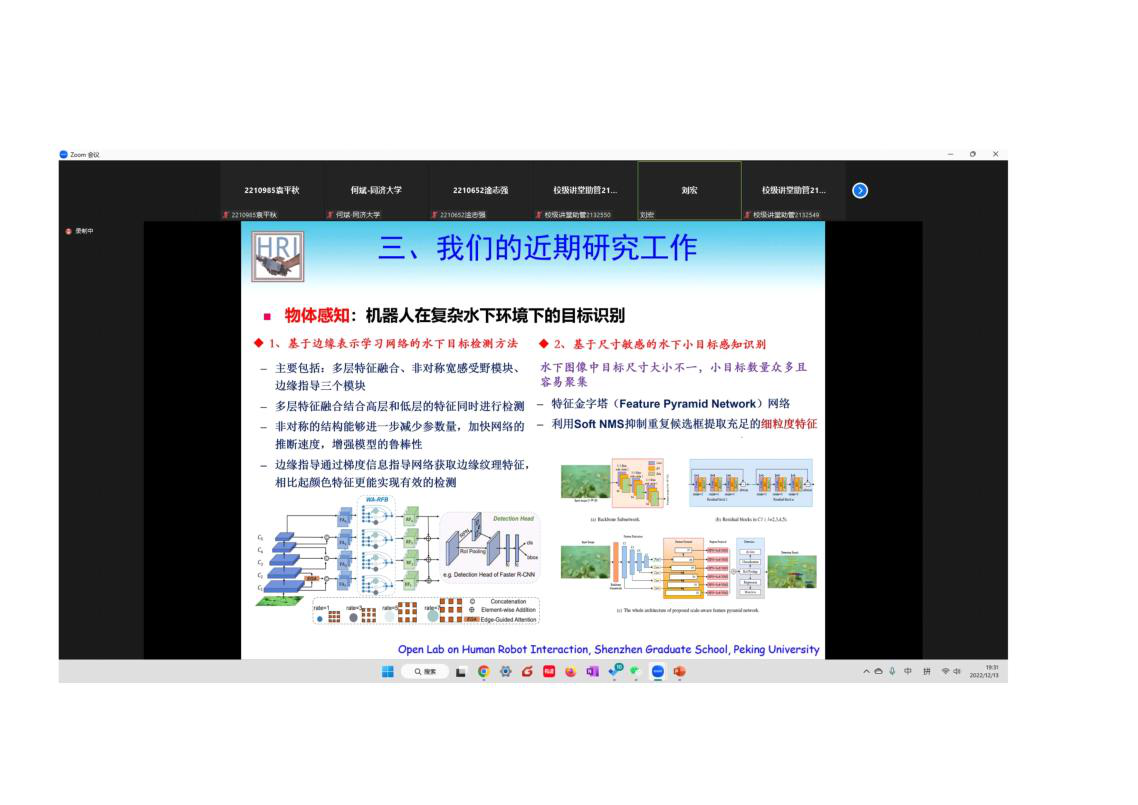 Zoom 会议
2210985袁平秋
何斌-同济大学
2210652淦志强
校级讲堂助管21...
刘宏
校级讲堂助管21...
2210985袁平秋
何斌-同济大学
2210652淦志强
校级讲堂助管2132550
刘宏
校级讲堂助管2132549
录制中
HRI
三、我们的近期研究工作
物体感知：机器人在复杂水下环境下的目标识别
1、基于边缘表示学习网络的水下目标检测方法
– 主要包括：多层特征融合、非对称宽感受野模块、
边缘指导三个模块
– 多层特征融合结合高层和低层的特征同时进行检测
– 非对称的结构能够进一步减少参数量，加快网络的
推断速度，增强模型的鲁棒性
– 边缘指导通过梯度信息指导网络获取边缘纹理特征，
相比起颜色特征更能实现有效的检测
2、基于尺寸敏感的水下小目标感知识别
水下图像中目标尺寸大小不一，小目标数量众多且
容易聚集
– 特征金字塔（Feature Pyramid Network）网络
– 利用Soft NMS抑制重复候选框提取充足的细粒度特征
WA-RFB
Detection Head
RoI Pooling
cls
bbox
e.g. Detection Head of Faster R-CNN
rate=1
rate=3
Concatenation
Element-wise Addition
EGA
Edge-Guided Attention
(a) Backbone Subnetwork.
(c) The whole architecture of proposed scale-aware feature pyramid network.
Open Lab on Human Robot Interaction, Shenzhen Graduate School, Peking University
搜索
中
拼
19:31
2022/12/13